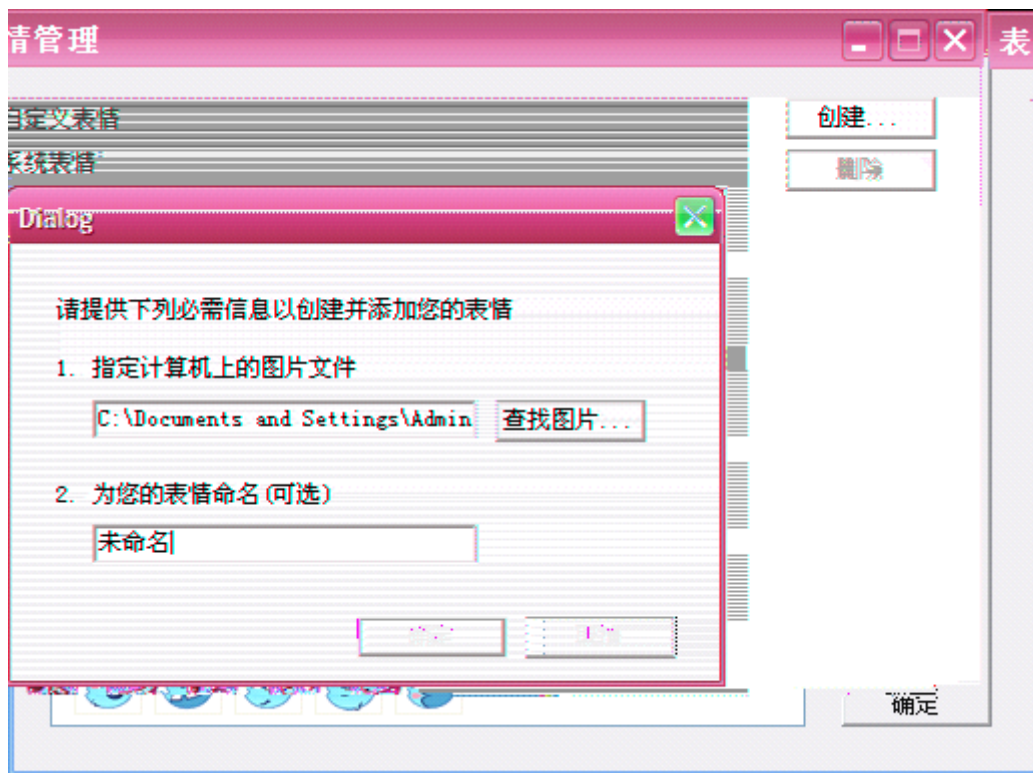 情管理
表
自定义表情
创建...
系统表情
删除
Dialog
请提供下列必需信息以创建并添加您的表情
1. 指定计算机上的图片文件
C:\Documents and Settings\Admin
查找图片...
2. 为您的表情命名(可选)
未命名
确定